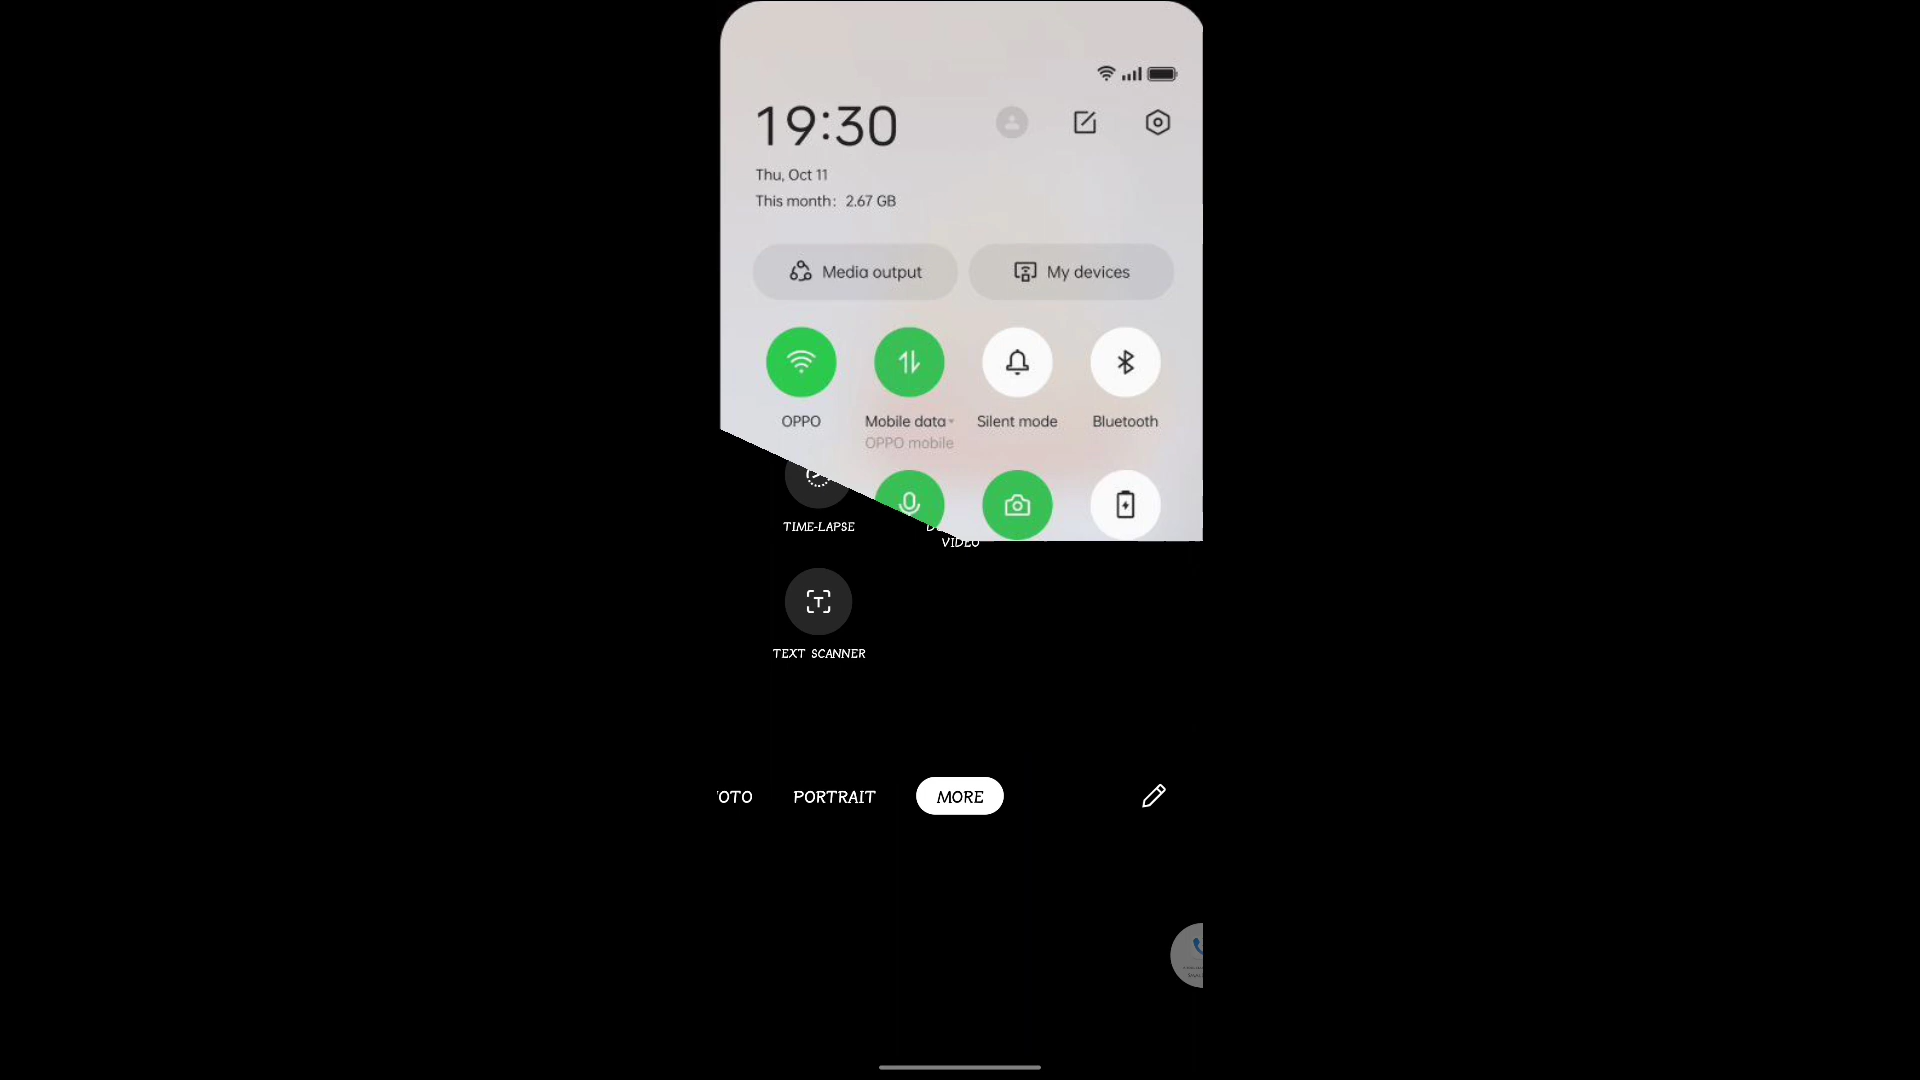 19:30
Thu, Oct 11
This month: 2.67 GB
Media output
My devices
OPPO
Mobile data
Silent mode
Bluetooth
OPPO mobile
TIME-LAPSE
VIDEO
TEXT SCANNER
OTO
PORTRAIT
MORE